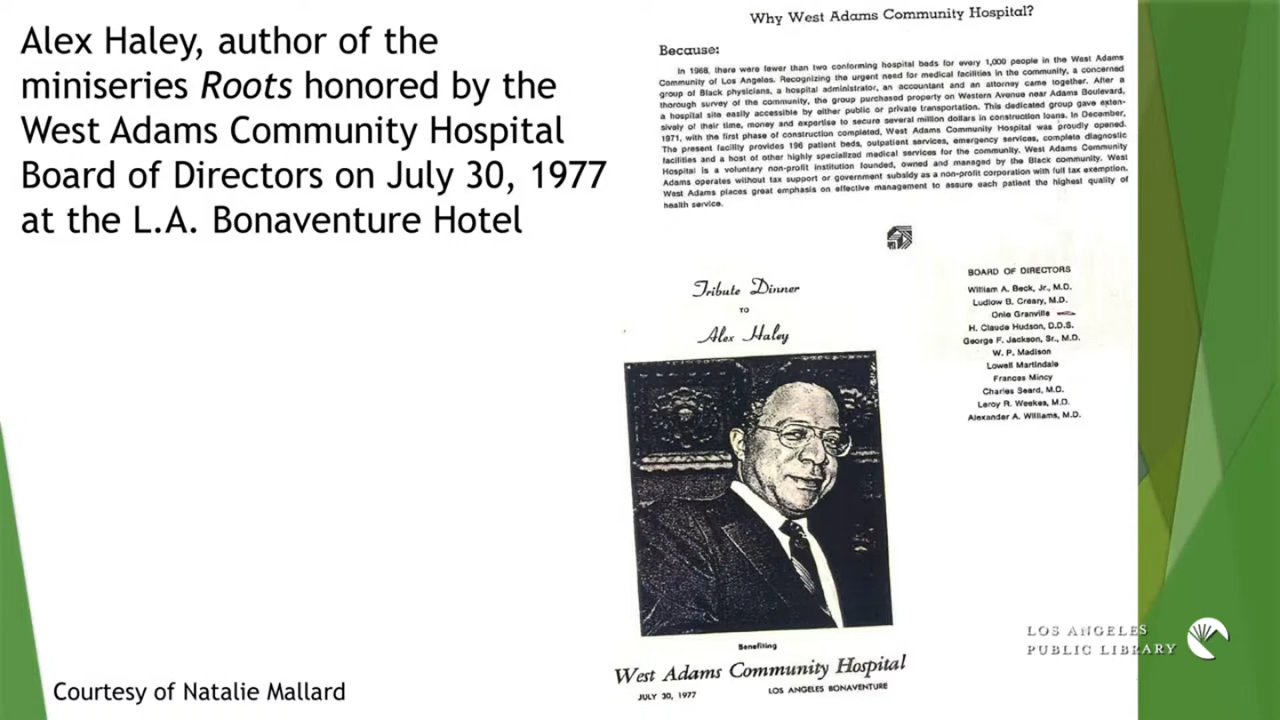 Alex Haley, author of the
miniseries Roots honored by the
West Adams Community Hospital
Board of Directors on July 30, 1977
at the L.A. Bonaventure Hotel
Courtesy of Natalie Mallard
Why West Adams Community Hospital?
Because:
In 1968, there were fewer than two conforming hospital beds for every 1,000 people in the West Adams
Community of Los Angeles. Recognizing the urgent need for medical facilities in the community, a concerned
group of Black physicians, a hospital administrator, an accountant and an attorney came together. After a
thorough survey of the community, the group purchased property on Western Avenue near Adams Boulevard,
a hospital site easily accessible by either public or private transportation. This dedicated group gave exten-
sively of their time, money and expertise to secure several million dollars in construction loans. In December,
1971, with the first phase of construction completed, West Adams Community Hospital was proudly opened.
The present facility provides 196 patient beds, outpatient services, emergency services, complete diagnostic
facilities and a host of other highly specialized medical services for the community. West Adams Community
Hospital is a voluntary non-profit institution founded, owned and managed by the Black community. West
Adams operates without tax support or government subsidy as a non-profit corporation with full tax exemption.
West Adams places great emphasis on effective management to assure each patient the highest quality of
health service.
Tribute Dinner
TO
Alex Haley
BOARD OF DIRECTORS
William A. Beck, Jr., M.D.
Ludlow B. Creary, M.D.
Onie Granville
H. Claude Hudson, D.D.S.
George F. Jackson, Sr., M.D.
W. P. Madison
Lowell Martindale
Frances Mincy
Charles Seard, M.D.
Leroy R. Weekes, M.D.
Alexander A. Williams, M.D.
Benefiting
West Adams Community Hospital
JULY 30, 1977
LOS ANGELES BONAVENTURE
LOS ANGELES
PUBLIC LIBRARY